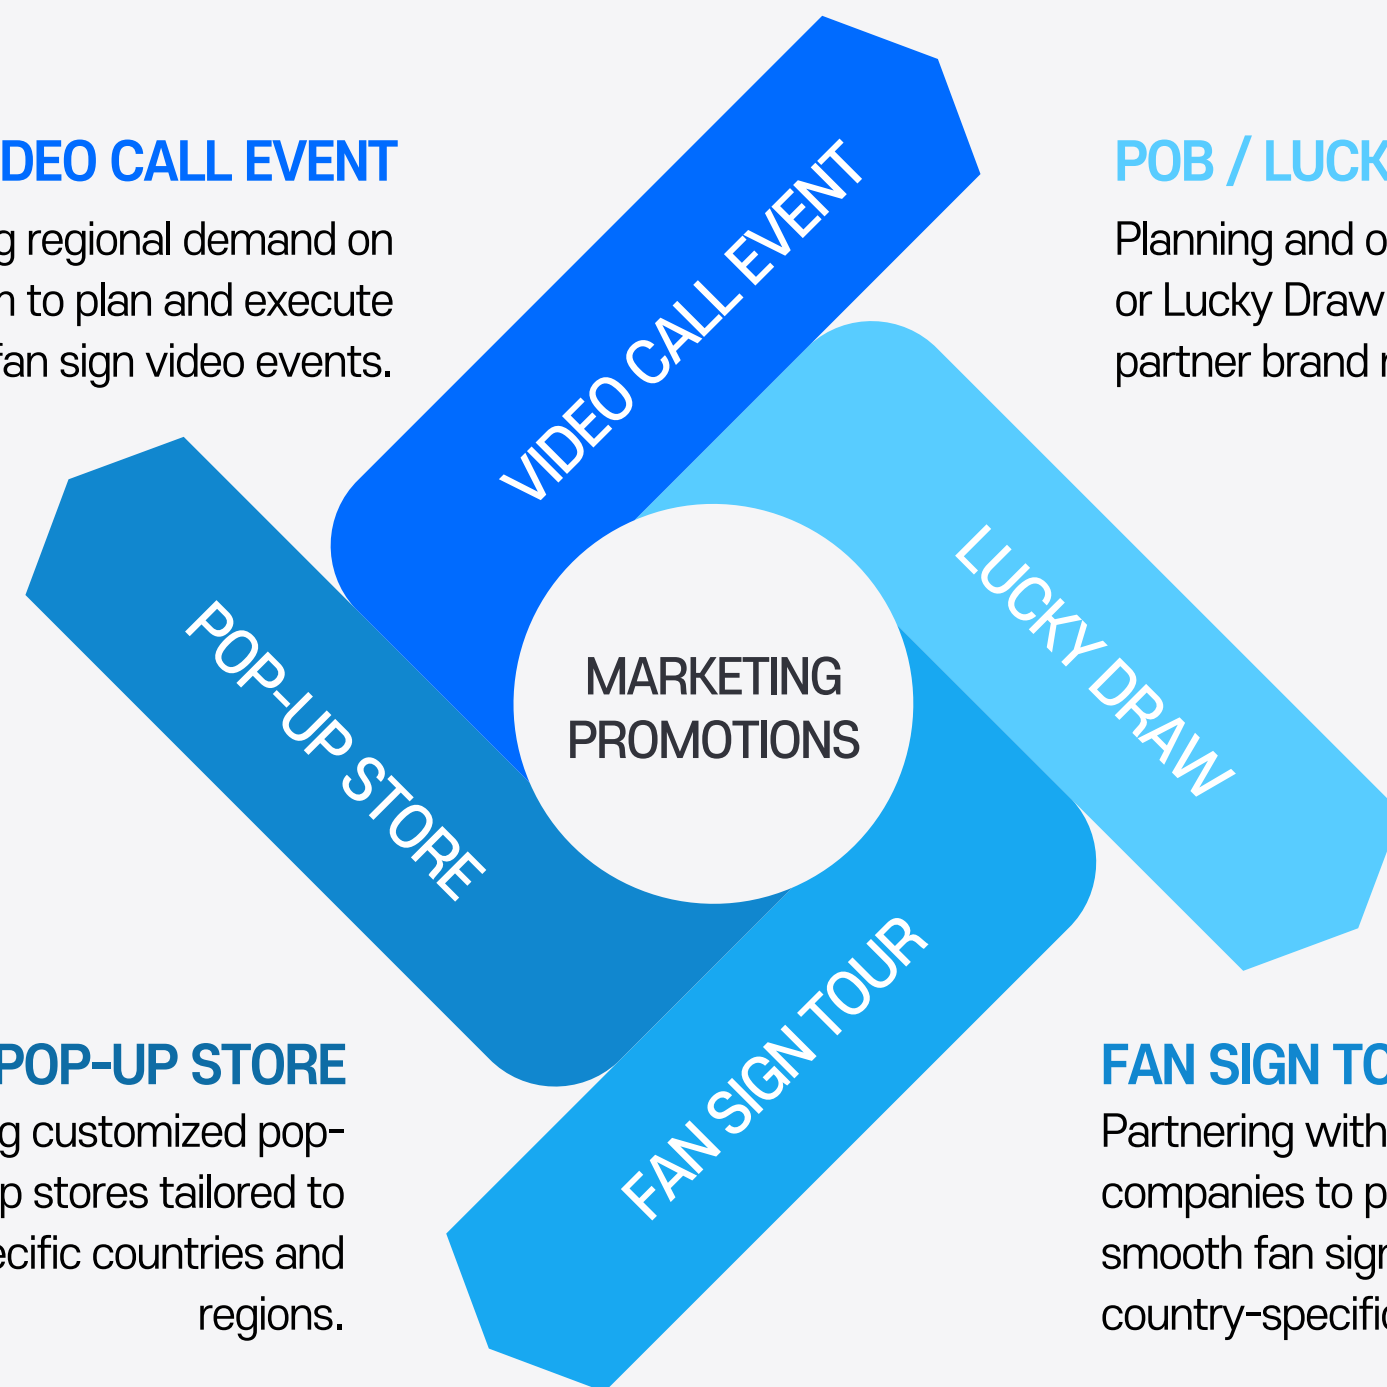 DEO CALL EVENT
g regional demand on
to plan and execute
fan sign video events.
POB / LUCK
Planning and o
or Lucky Draw
partner brand
VIDEO CALL EVENT
LUCKY DRAW
MARKETING
PROMOTIONS
POP-UP STORE
FAN SIGN TOUR
POP-UP STORE
g customized pop-
p stores tailored to
ecific countries and
regions.
FAN SIGN TO
Partnering with
companies to p
smooth fan sign
country-specific